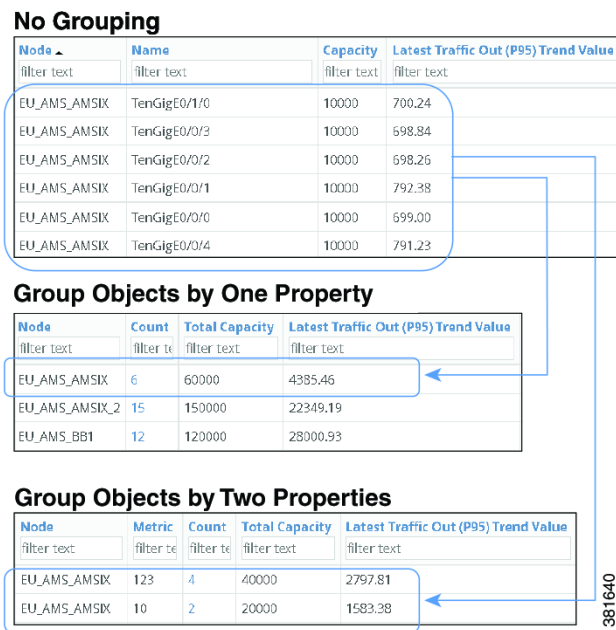 No Grouping
Node Name Capacity Latest Traffic Out (P95) Trend Value
filter text filter text filter text filter text
EU_AMS_AMSIX TenGigE0/1/0 10000 700.24
EU_AMS_AMSIX TenGigE0/0/3 10000 698.84
EU_AMS_AMSIX TenGigE0/0/2 10000 698.26
EU_AMS_AMSIX TenGigE0/0/1 10000 792.38
EU_AMS_AMSIX TenGigE0/0/0 10000 699.00
EU_AMS_AMSIX TenGigE0/0/4 10000 791.23
Group Objects by One Property
Node Count Total Capacity Latest Traffic Out (P95) Trend Value
filter text filter te filter text filter text
EU_AMS_AMSIX 6 60000 4385.46
EU_AMS_AMSIX_2 15 150000 22349.19
EU_AMS_BB1 12 120000 28000.93
Group Objects by Two Properties
Node Metric Count Total Capacity Latest Traffic Out (P95) Trend Value
filter text filter te filter te filter text filter text
EU_AMS_AMSIX 123 4 40000 2797.81
EU_AMS_AMSIX 10 2 20000 1583.38
381640